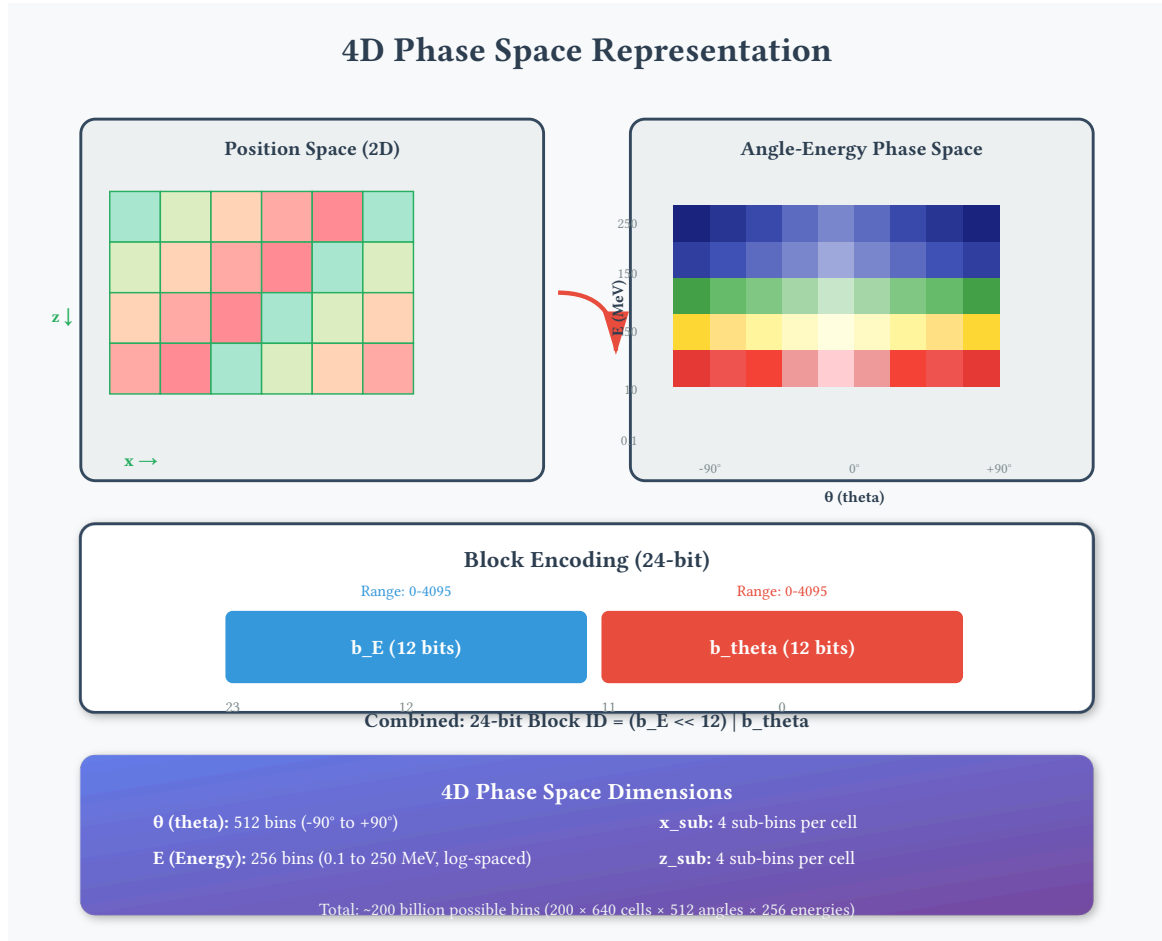 4D Phase Space Representation
Position Space (2D)
z ↓
x →
Angle-Energy Phase Space
E (MeV)
250
150
50
10
0.1
-90°
0°
+90°
θ (theta)
Block Encoding (24-bit)
Range: 0-4095
Range: 0-4095
b_E (12 bits)
b_theta (12 bits)
23
12
11
0
Combined: 24-bit Block ID = (b_E << 12) | b_theta
4D Phase Space Dimensions
θ (theta): 512 bins (-90° to +90°)
x_sub: 4 sub-bins per cell
E (Energy): 256 bins (0.1 to 250 MeV, log-spaced)
z_sub: 4 sub-bins per cell
Total: ~200 billion possible bins (200 × 640 cells × 512 angles × 256 energies)